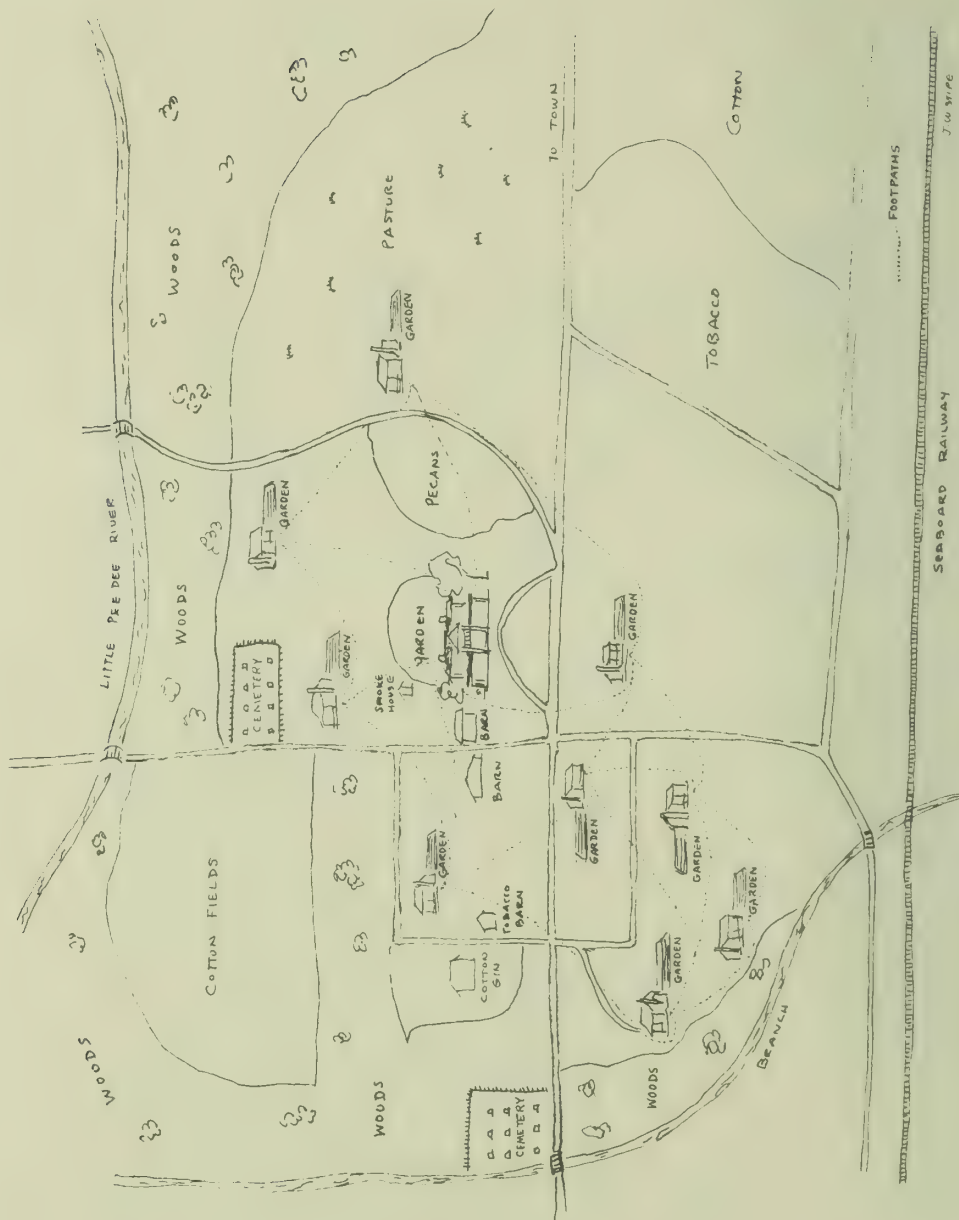 LITTLE PEE DEE RIVER
WOODS
WOODS
WOODS
COTTON FIELDS
CEMETERY
GARDEN
PASTURE
GARDEN
TO TOWN
COTTON
TOBACCO
PECANS
GARDEN
SMOKE
HOUSE
YARDEN
BARN
BARN
GARDEN
TOBACCO
BARN
COTTON
GIN
WOODS
CEMETERY
GARDEN
GARDEN
GARDEN
GARDEN
GARDEN
WOODS
BRANCH
FOOTPATHS
SEABOARD RAILWAY